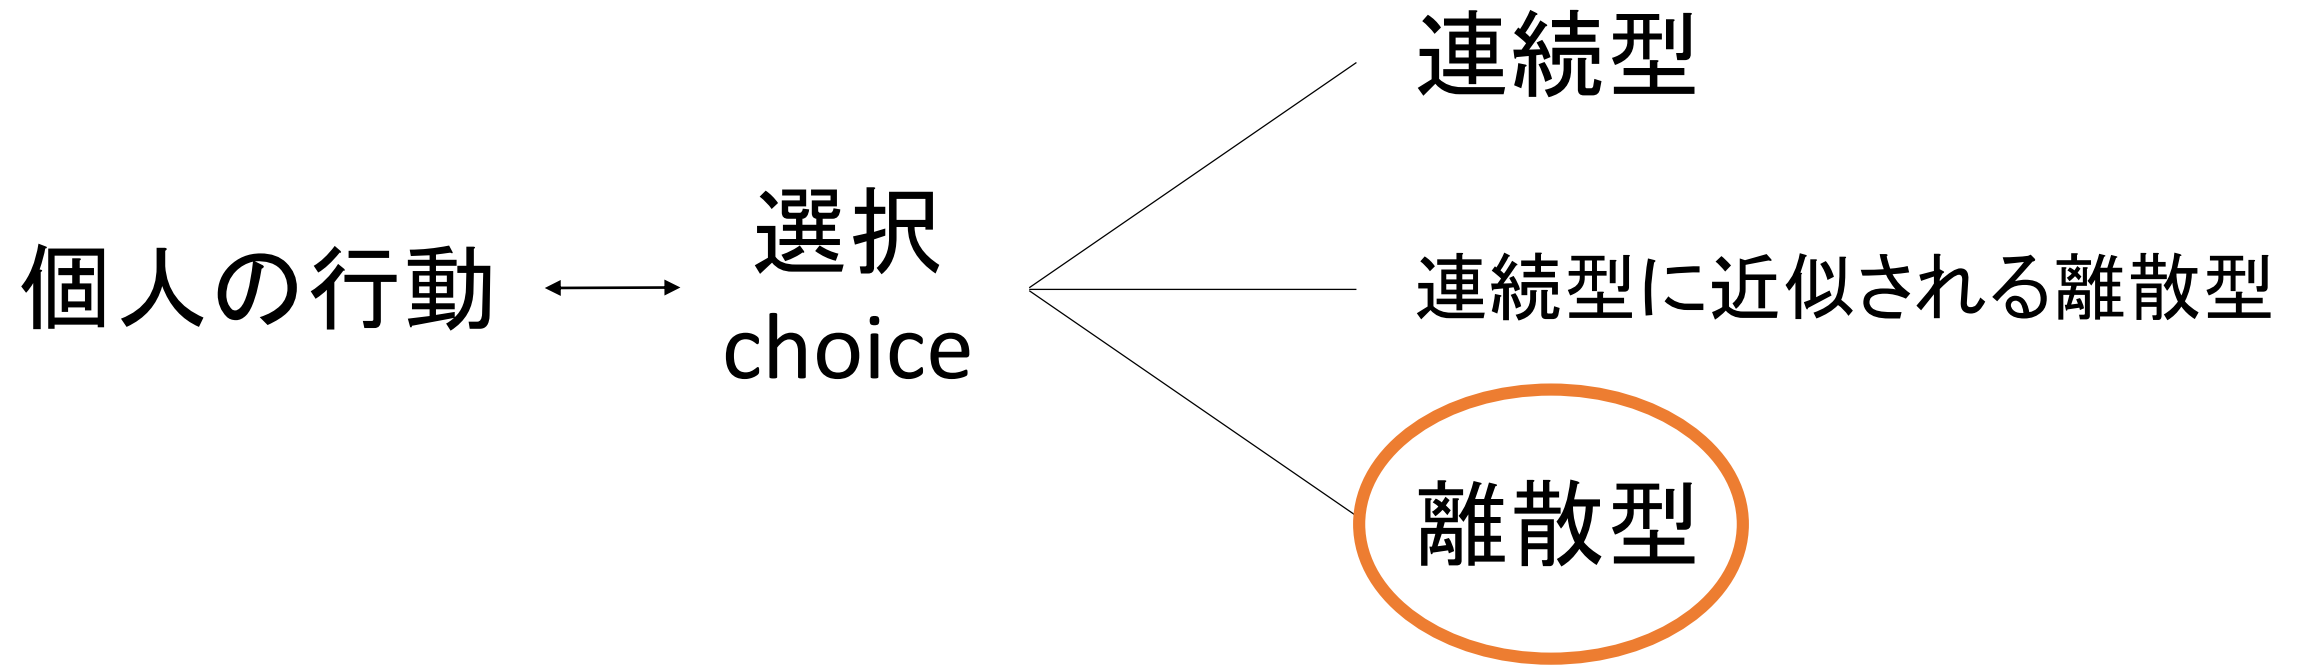 個人の行動
選択
choice
連続型
連続型に近似される離散型
離散型